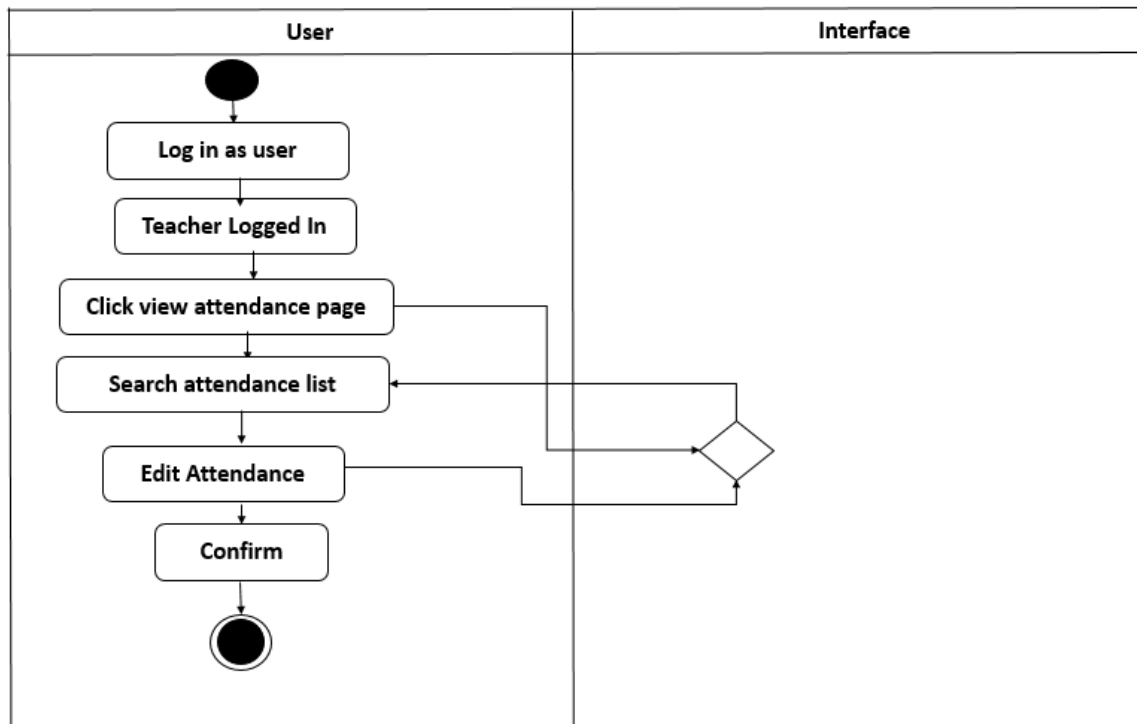 User
Interface
Log in as user
Teacher Logged In
Click view attendance page
Search attendance list
Edit Attendance
Confirm